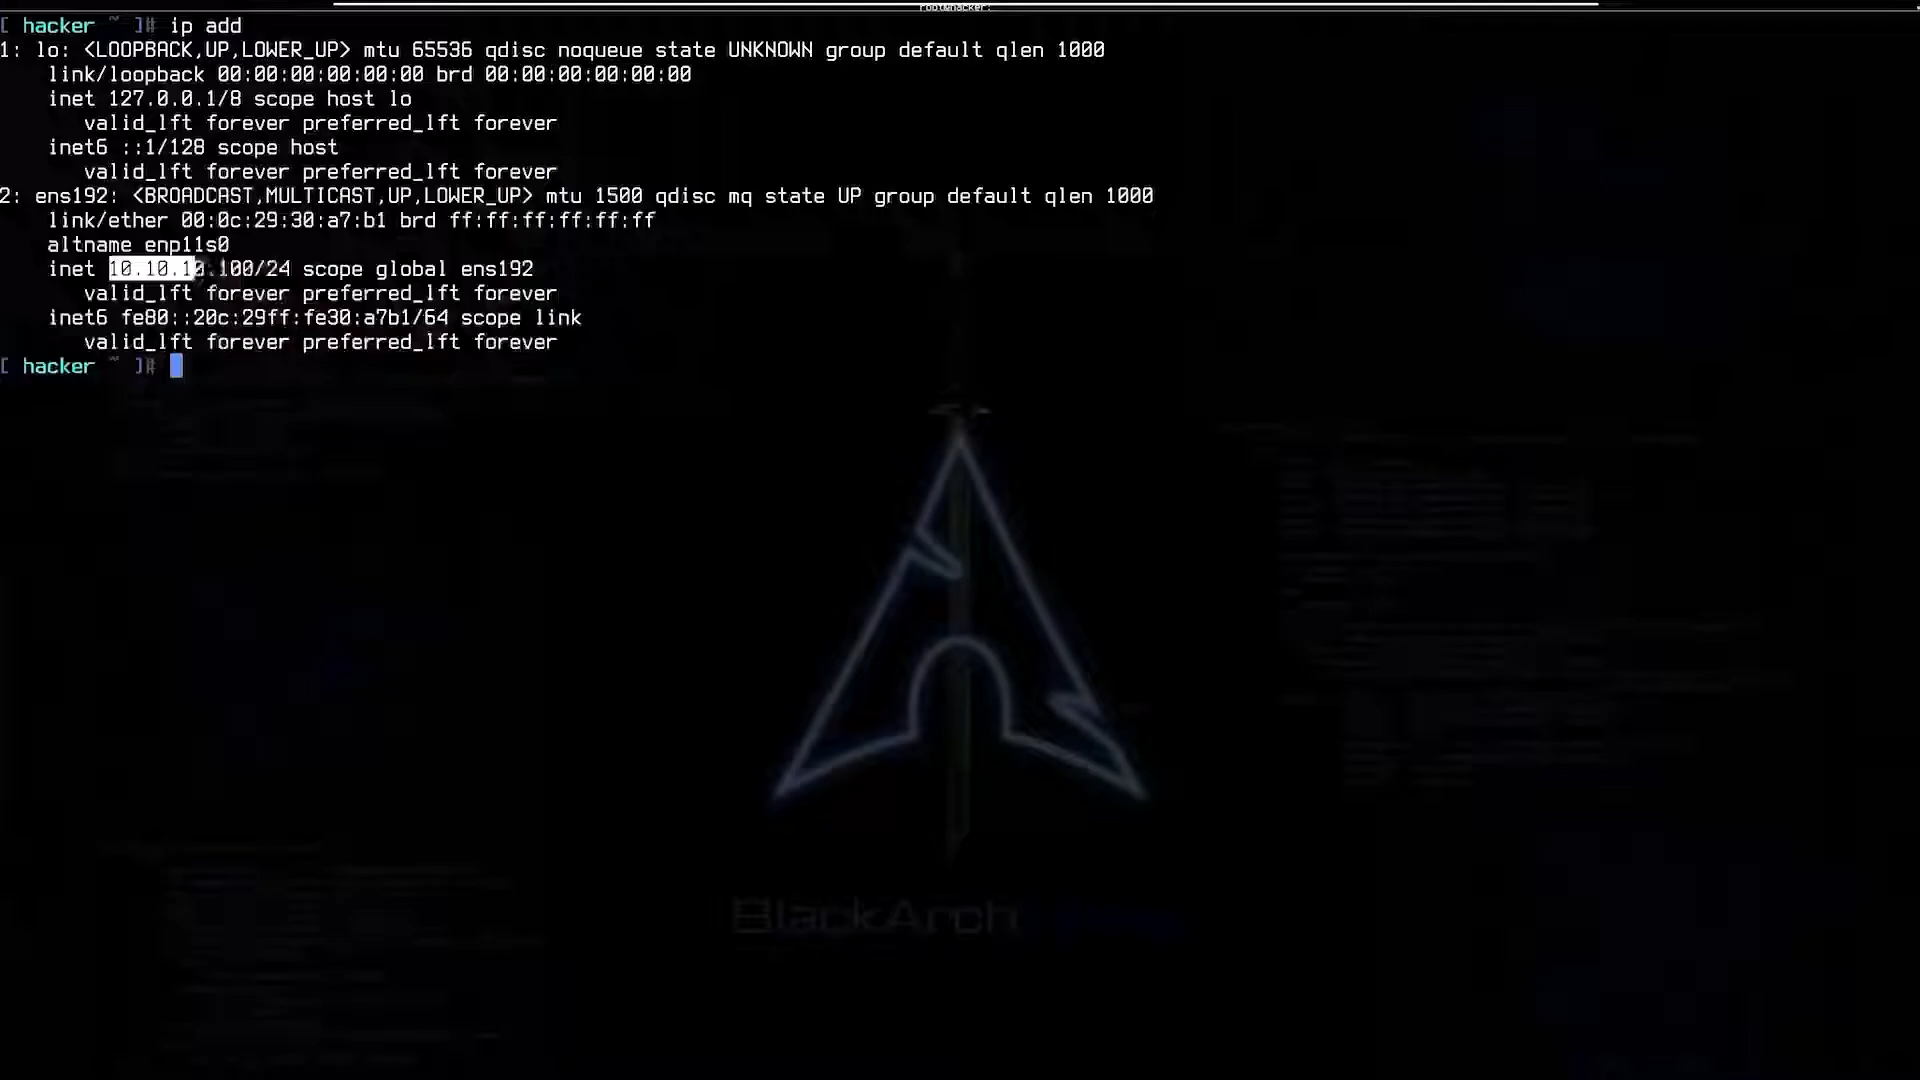 root@hacker:
[ hacker ~ ]# ip add
1: lo: <LOOPBACK,UP,LOWER_UP> mtu 65536 qdisc noqueue state UNKNOWN group default qlen 1000
link/loopback 00:00:00:00:00:00 brd 00:00:00:00:00:00
inet 127.0.0.1/8 scope host lo
valid_lft forever preferred_lft forever
inet6 ::1/128 scope host
valid_lft forever preferred_lft forever
2: ens192: <BROADCAST,MULTICAST,UP,LOWER_UP> mtu 1500 qdisc mq state UP group default qlen 1000
link/ether 00:0c:29:30:a7:b1 brd ff:ff:ff:ff:ff:ff
altname enp11s0
inet 10.10.10.100/24 scope global ens192
valid_lft forever preferred_lft forever
inet6 fe80::20c:29ff:fe30:a7b1/64 scope link
valid_lft forever preferred_lft forever
[ hacker ~ ]#
BlackArch